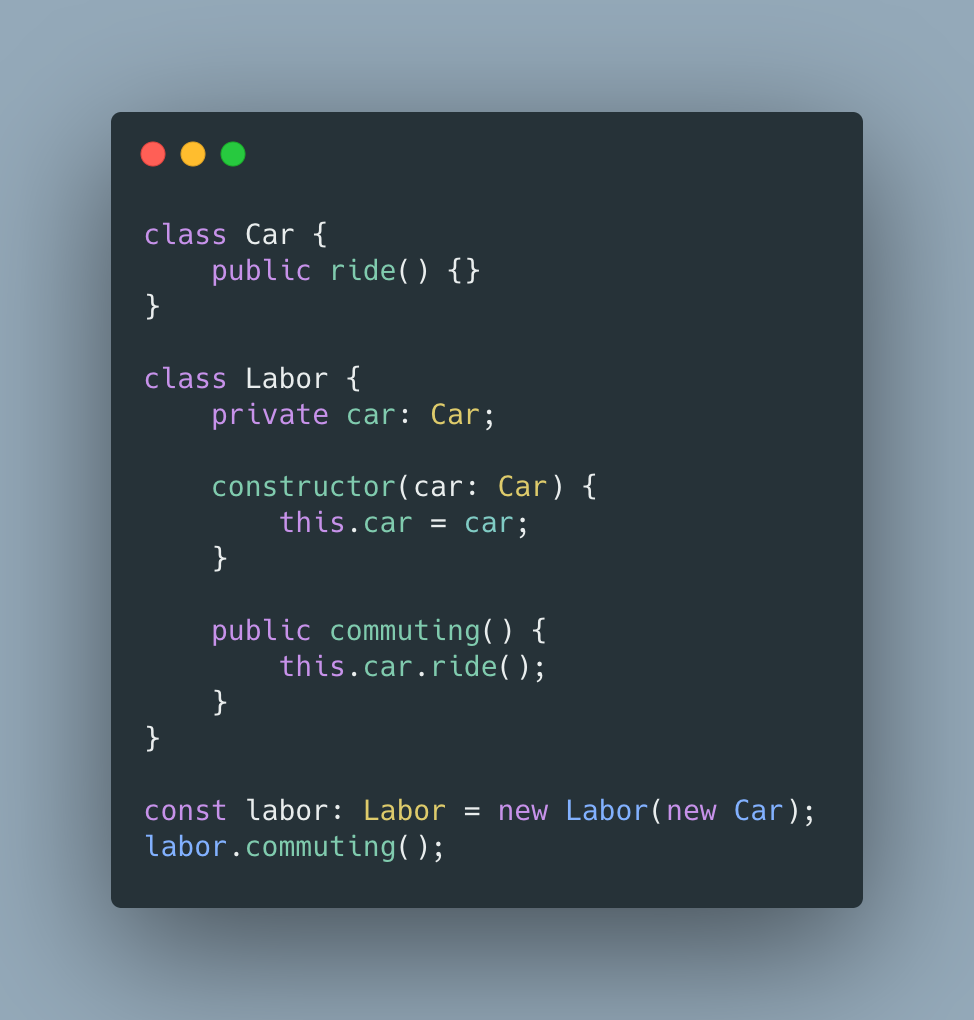 class Car {
    public ride() {}
}

class Labor {
    private car: Car;

    constructor(car: Car) {
        this.car = car;
    }

    public commuting() {
        this.car.ride();
    }
}

const labor: Labor = new Labor(new Car);
labor.commuting();